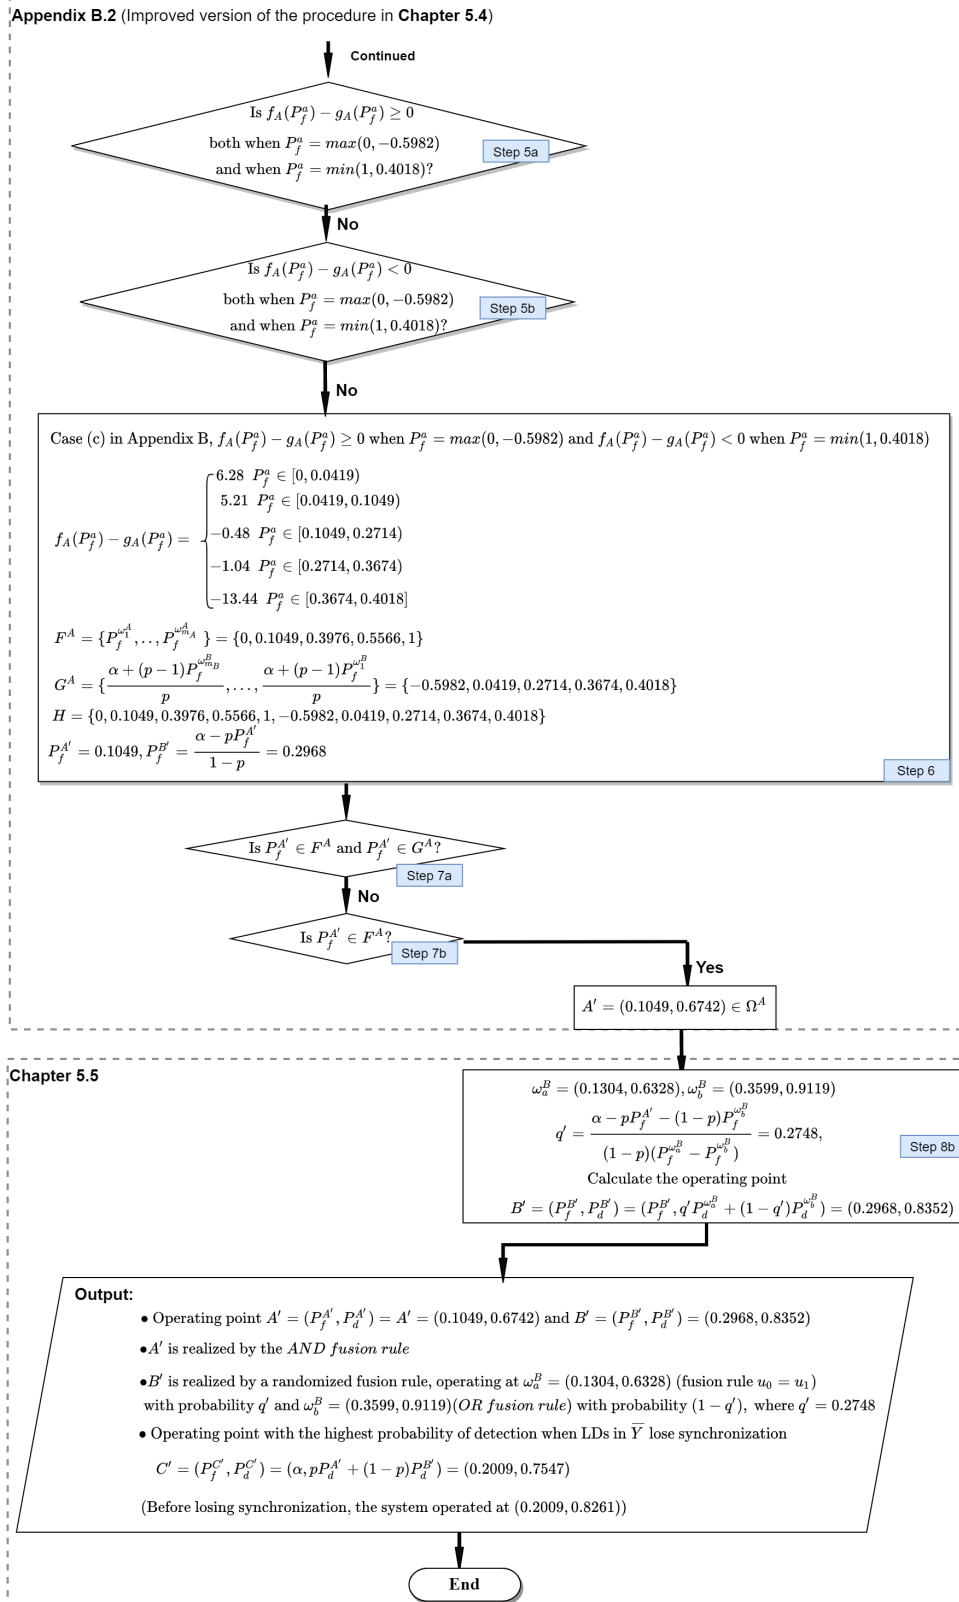 Appendix B.2 (Improved version of the procedure in Chapter 5.4)
Continued
Is f_A(P_f^a) − g_A(P_f^a) ≥ 0
both when P_f^a = max(0, −0.5982)
and when P_f^a = min(1, 0.4018)?
Step 5a
No
Is f_A(P_f^a) − g_A(P_f^a) < 0
both when P_f^a = max(0, −0.5982)
and when P_f^a = min(1, 0.4018)?
Step 5b
No
Case (c) in Appendix B, f_A(P_f^a) − g_A(P_f^a) ≥ 0 when P_f^a = max(0, −0.5982) and f_A(P_f^a) − g_A(P_f^a) < 0 when P_f^a = min(1, 0.4018)
f_A(P_f^a) − g_A(P_f^a) =
6.28 P_f^a ∈ [0, 0.0419)
5.21 P_f^a ∈ [0.0419, 0.1049)
−0.48 P_f^a ∈ [0.1049, 0.2714)
−1.04 P_f^a ∈ [0.2714, 0.3674)
−13.44 P_f^a ∈ [0.3674, 0.4018]
F^A = {P_f^{ω_1^A}, .., P_f^{ω_{m_A}^A}} = {0, 0.1049, 0.3976, 0.5566, 1}
G^A = {(α + (p − 1)P_f^{ω_{m_B}^B})/p, ..., (α + (p − 1)P_f^{ω_1^B})/p} = {−0.5982, 0.0419, 0.2714, 0.3674, 0.4018}
H = {0, 0.1049, 0.3976, 0.5566, 1, −0.5982, 0.0419, 0.2714, 0.3674, 0.4018}
P_f^{A′} = 0.1049, P_f^{B′} = (α − pP_f^{A′})/(1 − p) = 0.2968
Step 6
Is P_f^{A′} ∈ F^A and P_f^{A′} ∈ G^A?
Step 7a
No
Is P_f^{A′} ∈ F^A?
Step 7b
Yes
A′ = (0.1049, 0.6742) ∈ Ω^A
Chapter 5.5
ω_a^B = (0.1304, 0.6328), ω_b^B = (0.3599, 0.9119)
q′ = (α − pP_f^{A′} − (1 − p)P_f^{ω_b^B})/((1 − p)(P_f^{ω_a^B} − P_f^{ω_b^B})) = 0.2748,
Step 8b
Calculate the operating point
B′ = (P_f^{B′}, P_d^{B′}) = (P_f^{B′}, q′P_d^{ω_a^B} + (1 − q′)P_d^{ω_b^B}) = (0.2968, 0.8352)
Output:
● Operating point A′ = (P_f^{A′}, P_d^{A′}) = A′ = (0.1049, 0.6742) and B′ = (P_f^{B′}, P_d^{B′}) = (0.2968, 0.8352)
●A′ is realized by the AND fusion rule
●B′ is realized by a randomized fusion rule, operating at ω_a^B = (0.1304, 0.6328) (fusion rule u_0 = u_1)
with probability q′ and ω_b^B = (0.3599, 0.9119)(OR fusion rule) with probability (1 − q′), where q′ = 0.2748
● Operating point with the highest probability of detection when LDs in Y̅ lose synchronization
C′ = (P_f^{C′}, P_d^{C′}) = (α, pP_d^{A′} + (1 − p)P_d^{B′}) = (0.2009, 0.7547)
(Before losing synchronization, the system operated at (0.2009, 0.8261))
End